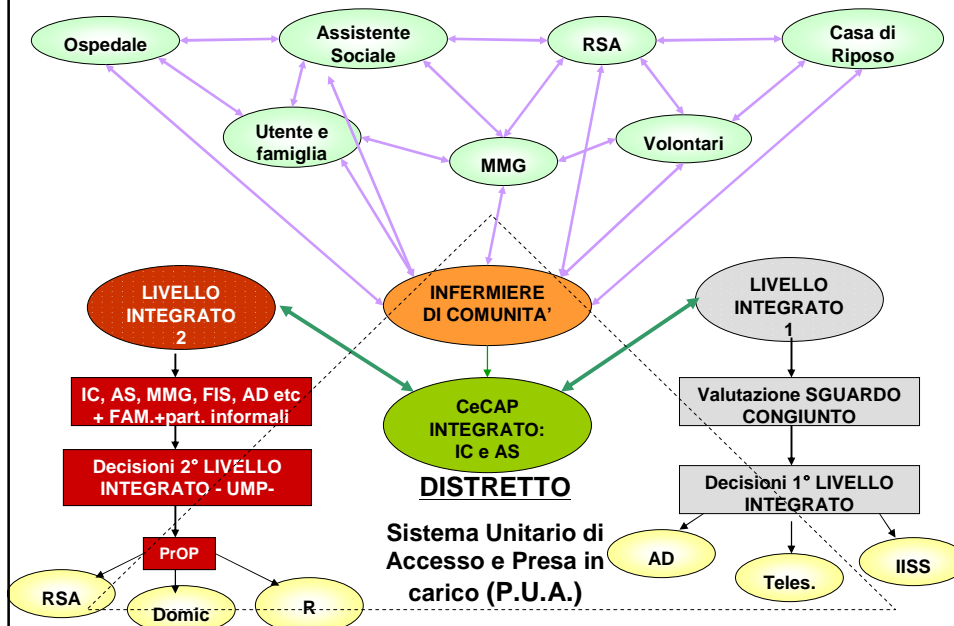 Ospedale
Assistente
Sociale
RSA
Casa di
Riposo
Utente e
famiglia
MMG
Volontari
LIVELLO
INTEGRATO
2
INFERMIERE
DI COMUNITA'
LIVELLO
INTEGRATO
1
IC, AS, MMG, FIS, AD etc
+ FAM.+part. informali
CeCAP
INTEGRATO:
IC e AS
Valutazione SGUARDO
CONGIUNTO
Decisioni 2° LIVELLO
INTEGRATO - UMP-
DISTRETTO
Decisioni 1° LIVELLO
INTEGRATO
Sistema Unitario di
Accesso e Presa in
carico (P.U.A.)
PrOP
RSA
Domic
R
AD
Teles.
IISS